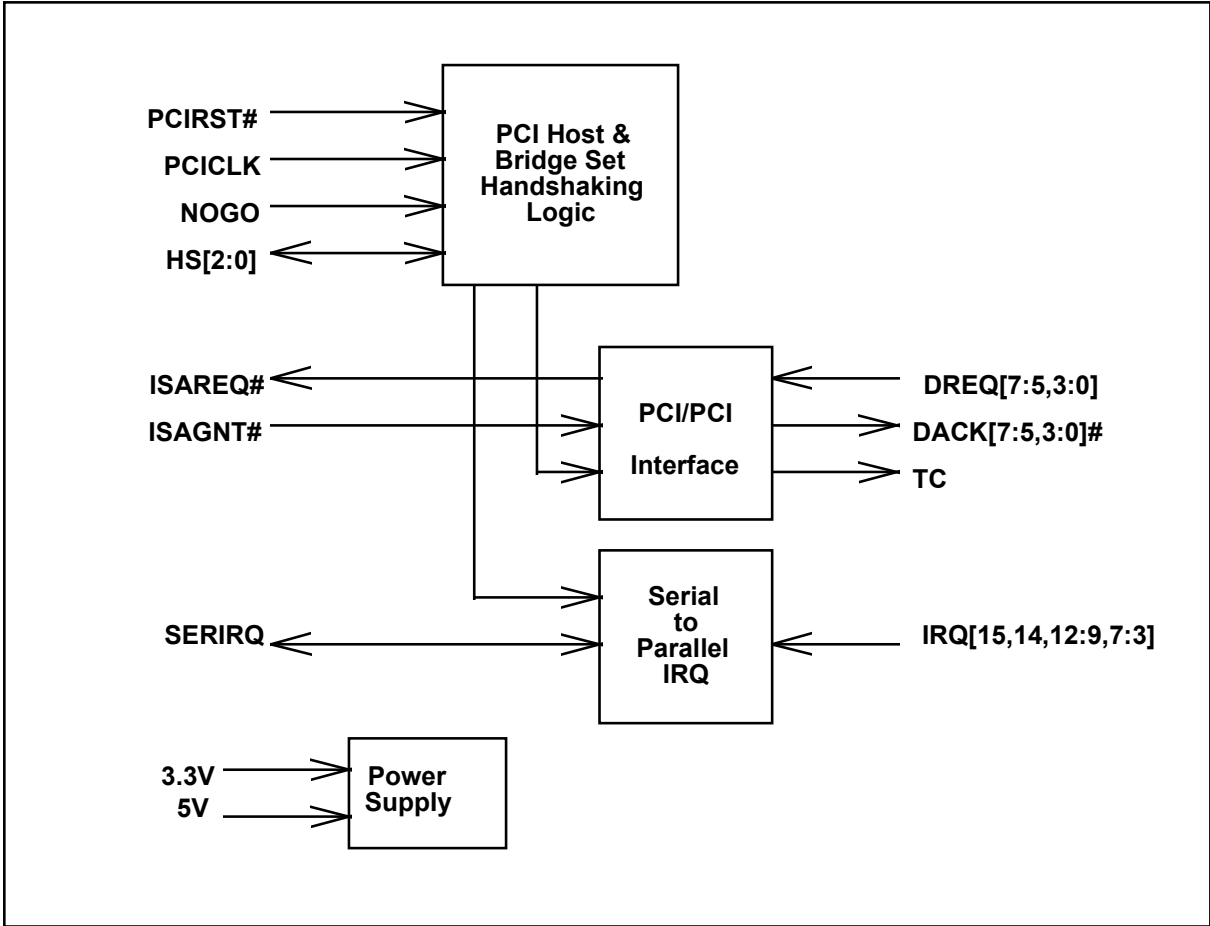 PCIRST#
PCICLK
NOGO
HS[2:0]
PCI Host &
Bridge Set
Handshaking
Logic
ISAREQ#
ISAGNT#
PCI/PCI
Interface
DREQ[7:5,3:0]
DACK[7:5,3:0]#
TC
SERIRQ
Serial
to
Parallel
IRQ
IRQ[15,14,12:9,7:3]
3.3V
5V
Power
Supply